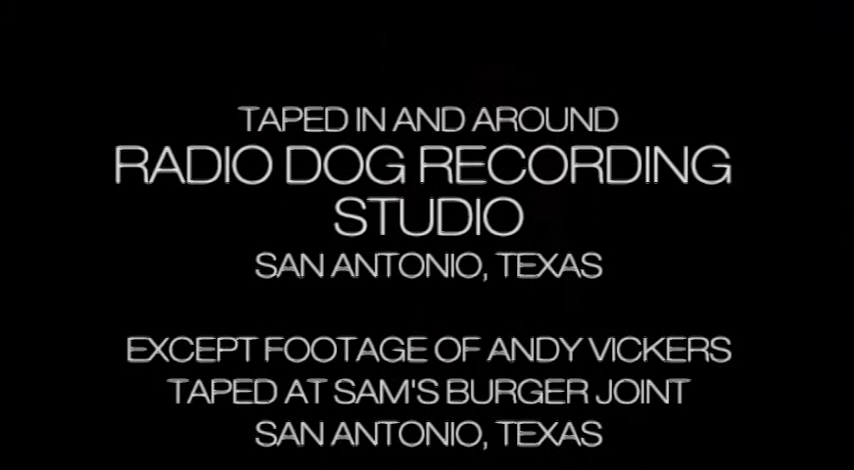 TAPED IN AND AROUND
RADIO DOG RECORDING
STUDIO
SAN ANTONIO, TEXAS
EXCEPT FOOTAGE OF ANDY VICKERS
TAPED AT SAM'S BURGER JOINT
SAN ANTONIO, TEXAS